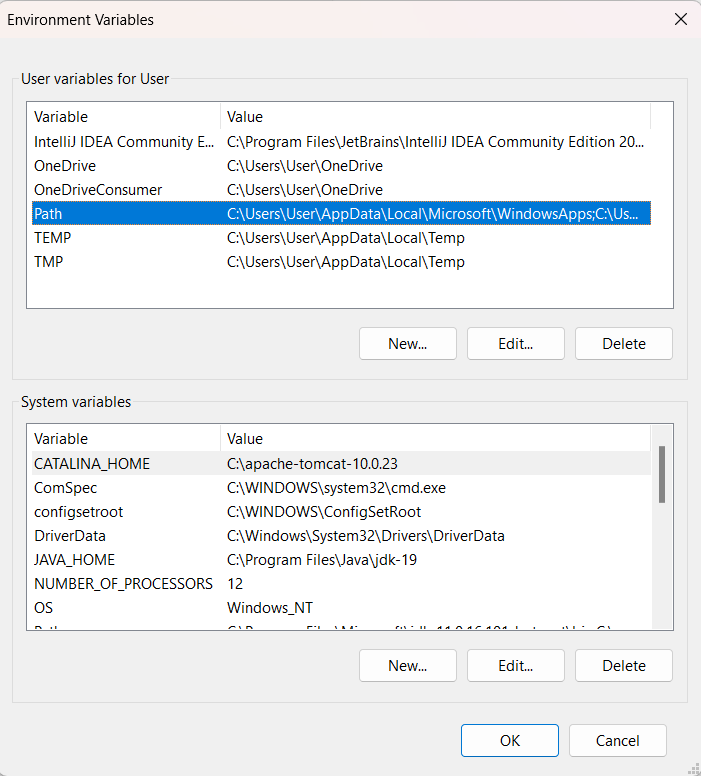 Environment Variables
User variables for User
Variable Value
IntelliJ IDEA Community E... C:\Program Files\JetBrains\IntelliJ IDEA Community Edition 20...
OneDrive C:\Users\User\OneDrive
OneDriveConsumer C:\Users\User\OneDrive
Path C:\Users\User\AppData\Local\Microsoft\WindowsApps;C:\Us...
TEMP C:\Users\User\AppData\Local\Temp
TMP C:\Users\User\AppData\Local\Temp
New... Edit... Delete
System variables
Variable Value
CATALINA_HOME C:\apache-tomcat-10.0.23
ComSpec C:\WINDOWS\system32\cmd.exe
configsetroot C:\WINDOWS\ConfigSetRoot
DriverData C:\Windows\System32\Drivers\DriverData
JAVA_HOME C:\Program Files\Java\jdk-19
NUMBER_OF_PROCESSORS 12
OS Windows_NT
Path
New... Edit... Delete
OK Cancel